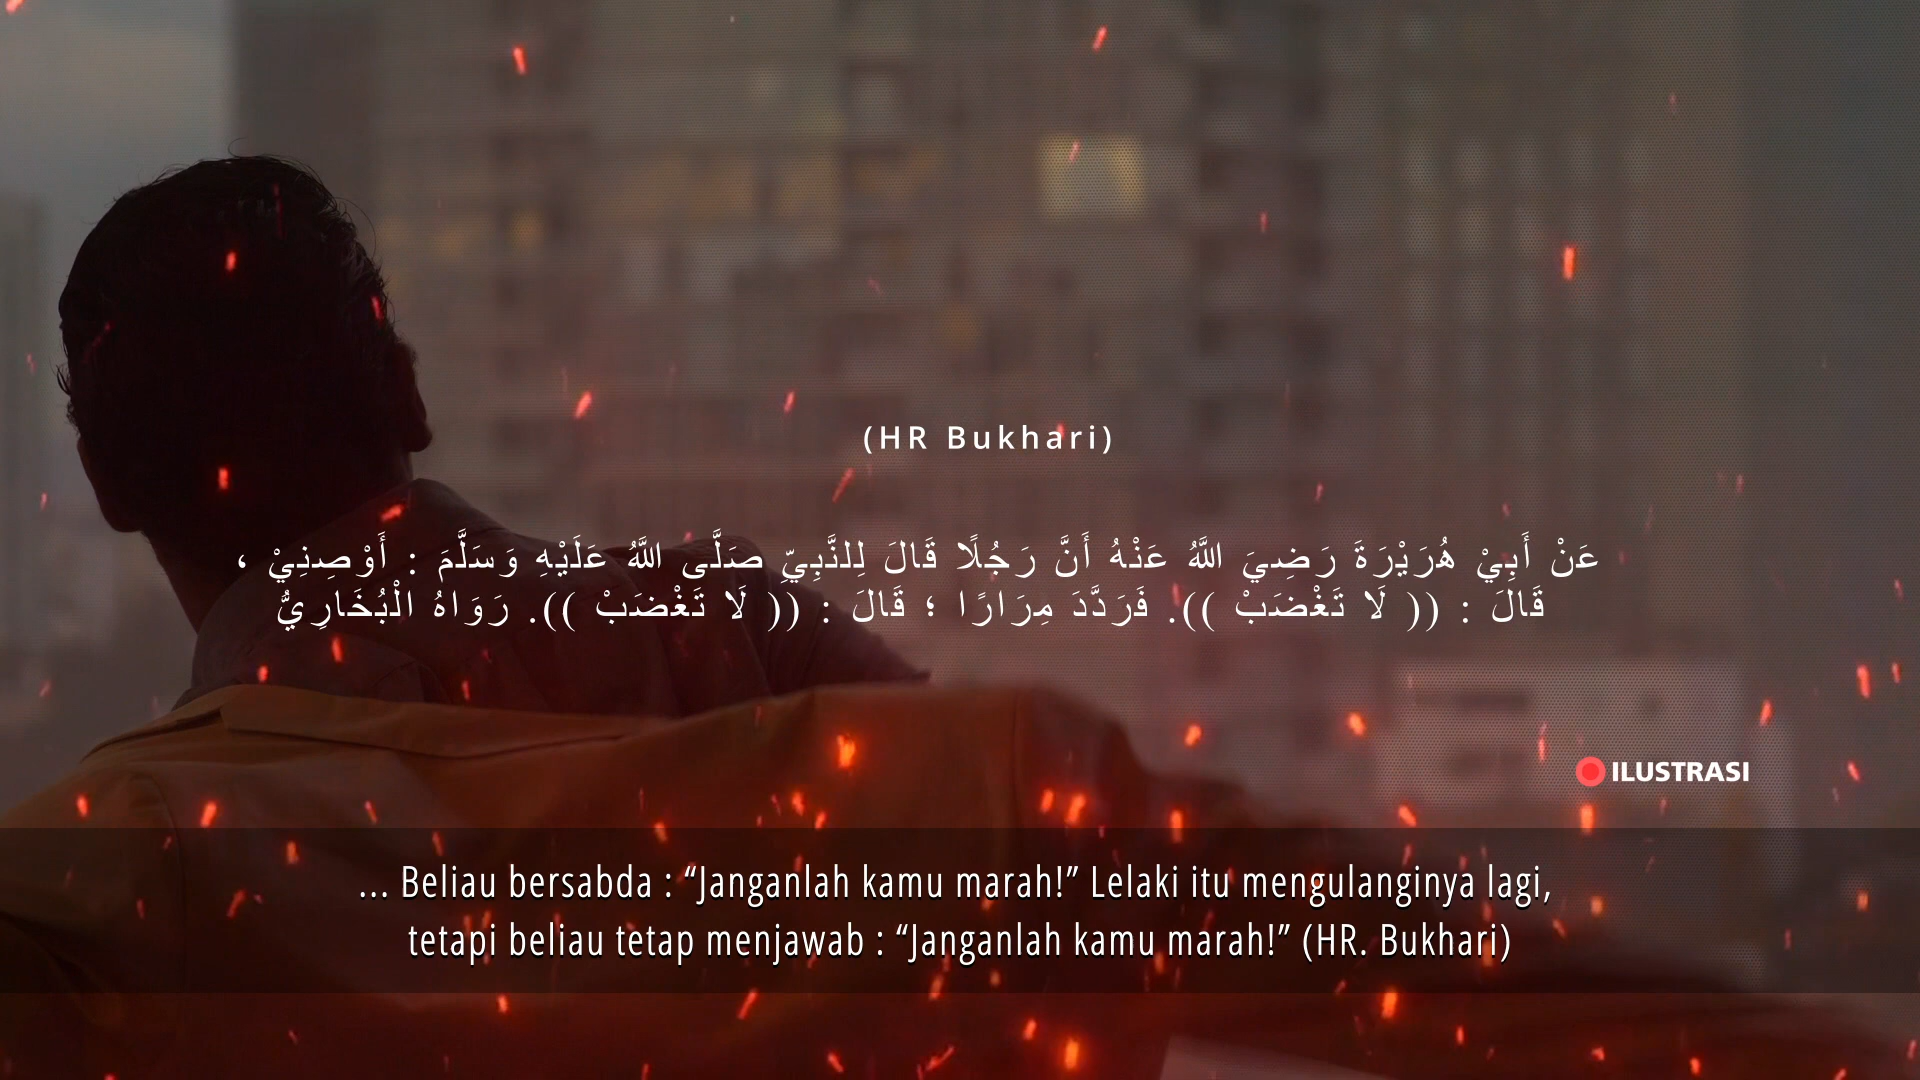 (HR Bukhari)
عَنْ أَبِيْ هُرَيْرَةَ رَضِيَ اللَّهُ عَنْهُ أَنَّ رَجُلًا قَالَ لِلنَّبِيِّ صَلَّى اللَّهُ عَلَيْهِ وَسَلَّمَ : أَوْصِنِيْ ،
قَالَ : (( لَا تَغْضَبْ )). فَرَدَّدَ مِرَارًا ؛ قَالَ : (( لَا تَغْضَبْ )). رَوَاهُ الْبُخَارِيُّ
ILUSTRASI
... Beliau bersabda : “Janganlah kamu marah!” Lelaki itu mengulanginya lagi,
tetapi beliau tetap menjawab : “Janganlah kamu marah!” (HR. Bukhari)